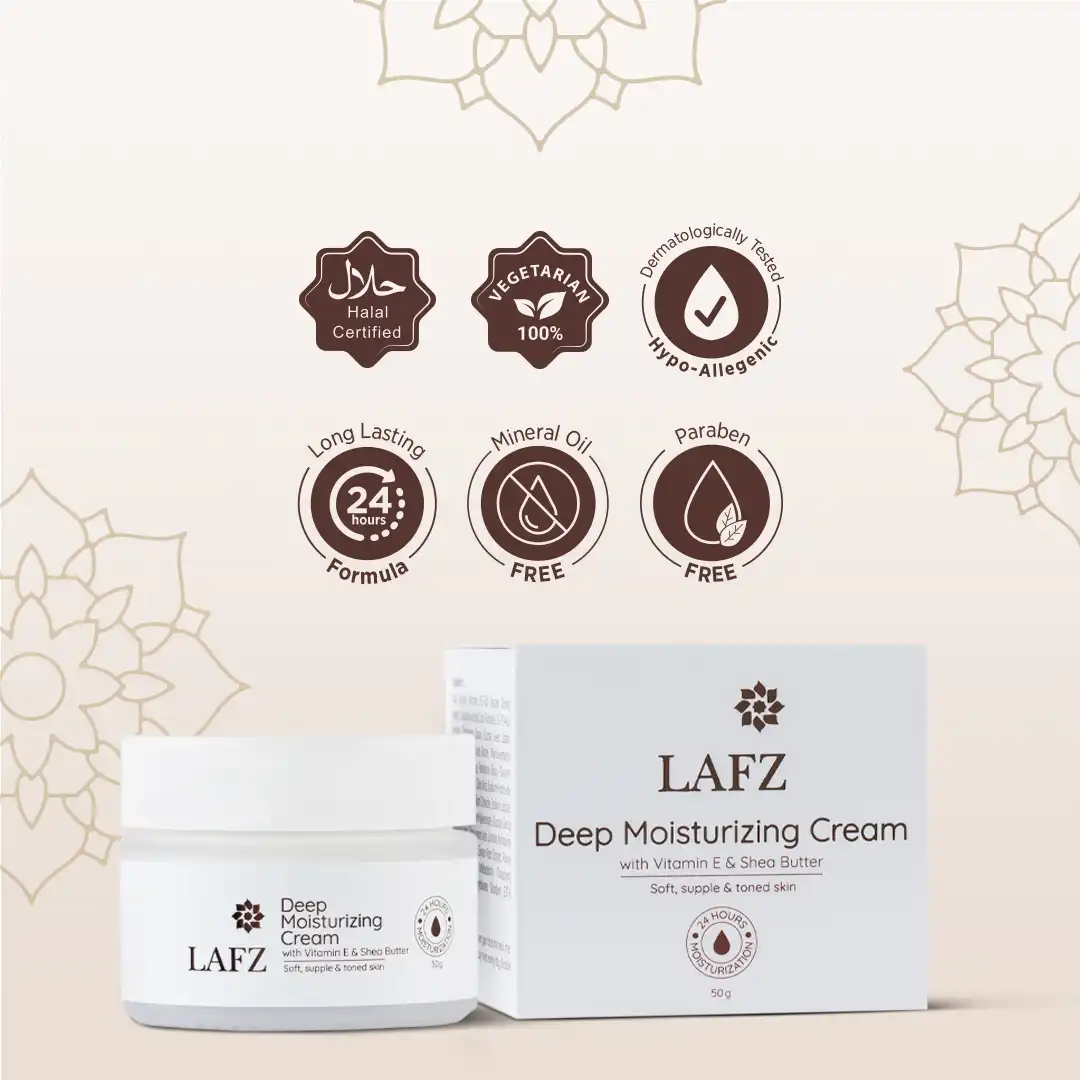 حلال
Halal
Certified
VEGETARIAN
100%
Dermatologically Tested
Hypo-Allegenic
Long Lasting
24
hours
Formula
Mineral Oil
FREE
Paraben
FREE
LAFZ
Deep Moisturizing Cream
with Vitamin E & Shea Butter
Soft, supple & toned skin
24 HOURS
MOISTURIZATION
50g
LAFZ
Deep
Moisturizing
Cream
with Vitamin E & Shea Butter
Soft, supple & toned skin
24 HOURS
MOISTURIZATION
50g